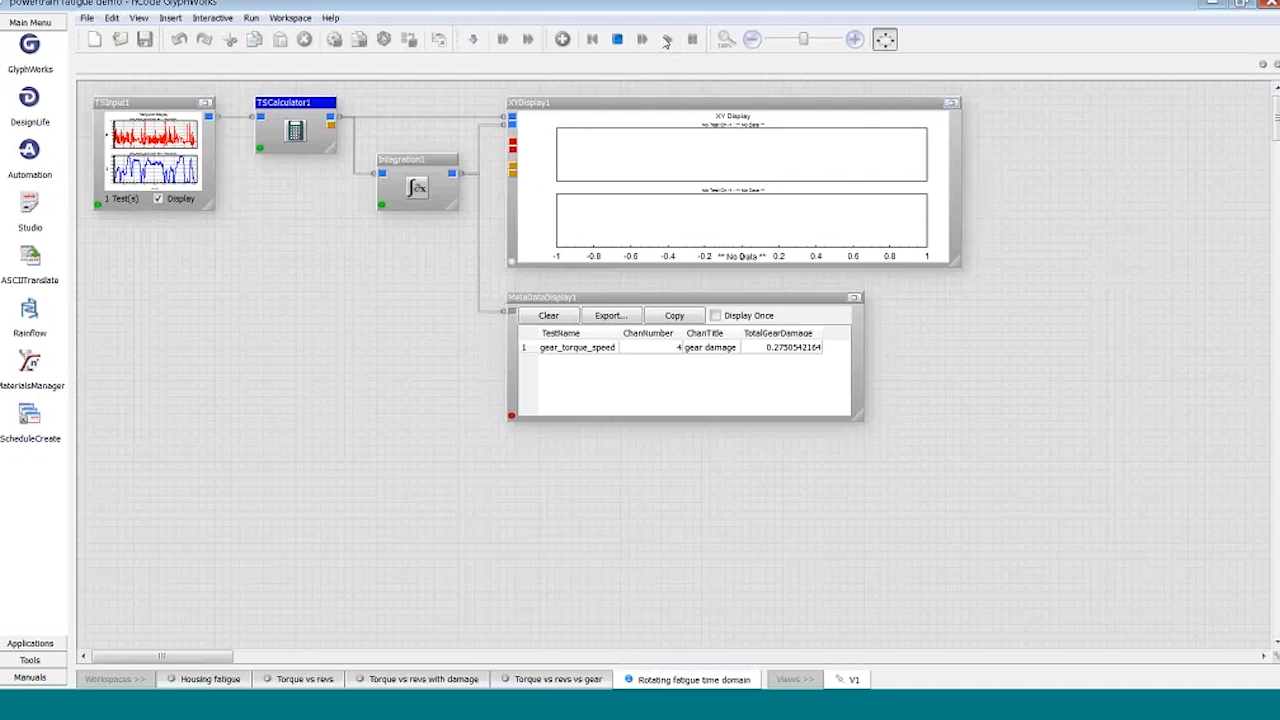 powertrain fatigue demo - nCode GlyphWorks
Main Menu
File Edit View Insert Interactive Run Workspace Help
GlyphWorks
DesignLife
Automation
Studio
ASCIITranslate
Rainflow
MaterialsManager
ScheduleCreate
Applications
Tools
Manuals
100%
TSInput1
1 Test(s) Display
TSCalculator1
Integration1
XYDisplay1
XY Display
-1 -0.8 -0.6 -0.4 -0.2 ** No Data ** 0.2 0.4 0.6 0.8 1
MetaDataDisplay1
Clear Export... Copy Display Once
TestName ChanNumber ChanTitle TotalGearDamage
1 gear_torque_speed 4 gear damage 0.2750542164
Workspaces >> Housing fatigue Torque vs revs Torque vs revs with damage Torque vs revs vs gear Rotating fatigue time domain Views >> V1